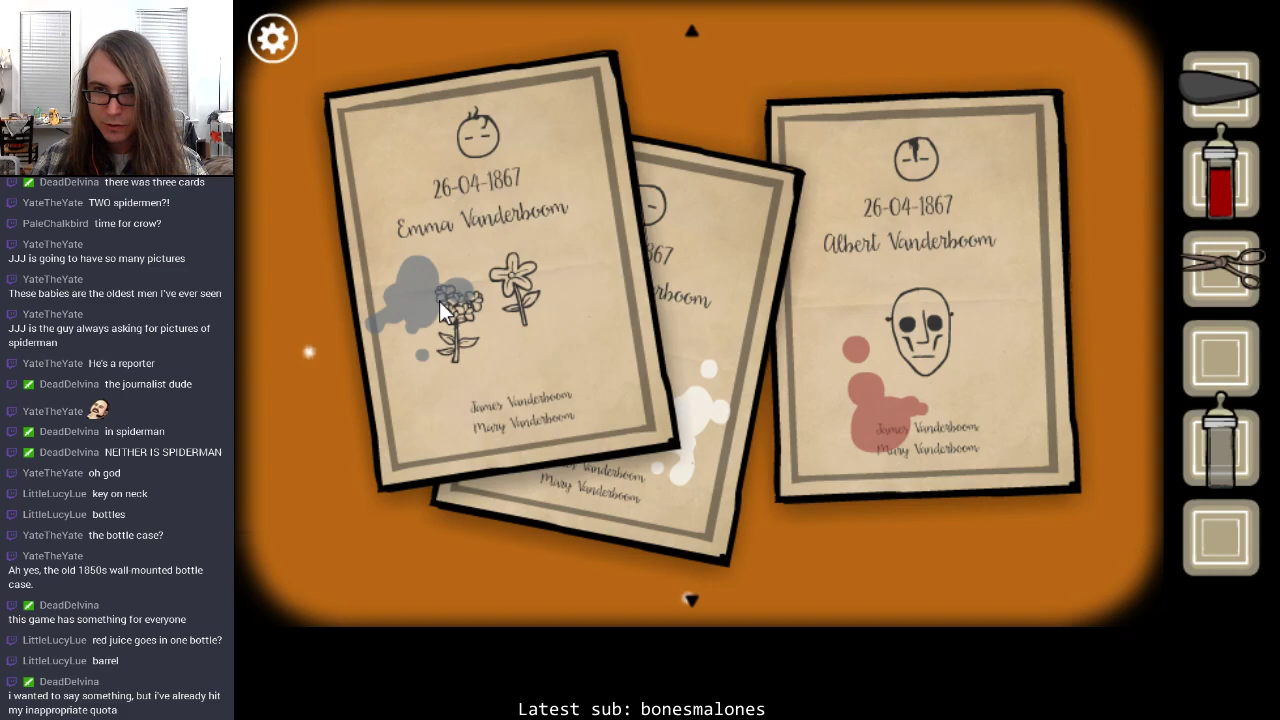 DeadDelvina there was three cards
YateTheYate TWO spidermen?!
PaleChalkbird time for crow?
YateTheYate
JJJ is going to have so many pictures
YateTheYate
These babies are the oldest men I've ever seen
YateTheYate
JJJ is the guy always asking for pictures of
spiderman
YateTheYate He's a reporter
DeadDelvina the journalist dude
YateTheYate
DeadDelvina in spiderman
DeadDelvina NEITHER IS SPIDERMAN
YateTheYate oh god
LittleLucyLue key on neck
LittleLucyLue bottles
YateTheYate the bottle case?
YateTheYate
Ah yes, the old 1850s wall-mounted bottle
case.
DeadDelvina
this game has something for everyone
LittleLucyLue red juice goes in one bottle?
LittleLucyLue barrel
DeadDelvina
i wanted to say something, but i've already hit
my inappropriate quota
26-04-1867
Emma Vanderboom
James Vanderboom
Mary Vanderboom
867
rboom
Vanderboom
Mary Vanderboom
26-04-1867
Albert Vanderboom
James Vanderboom
Mary Vanderboom
Latest sub: bonesmalones